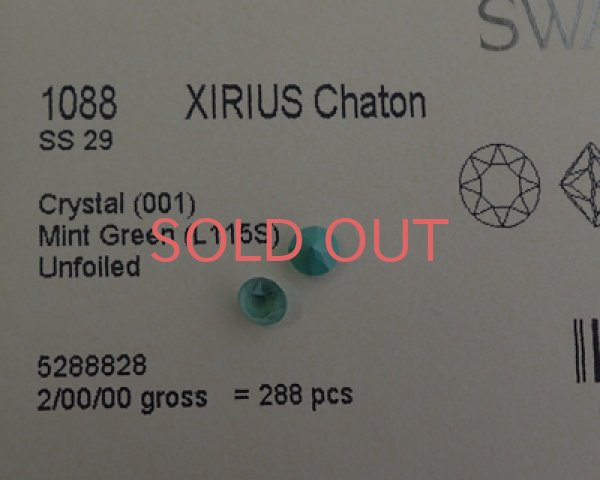 SWA
1088 XIRIUS Chaton
SS 29
Crystal (001)
Mint Green (L115S)
SOLD OUT
Unfoiled
5288828
2/00/00 gross = 288 pcs